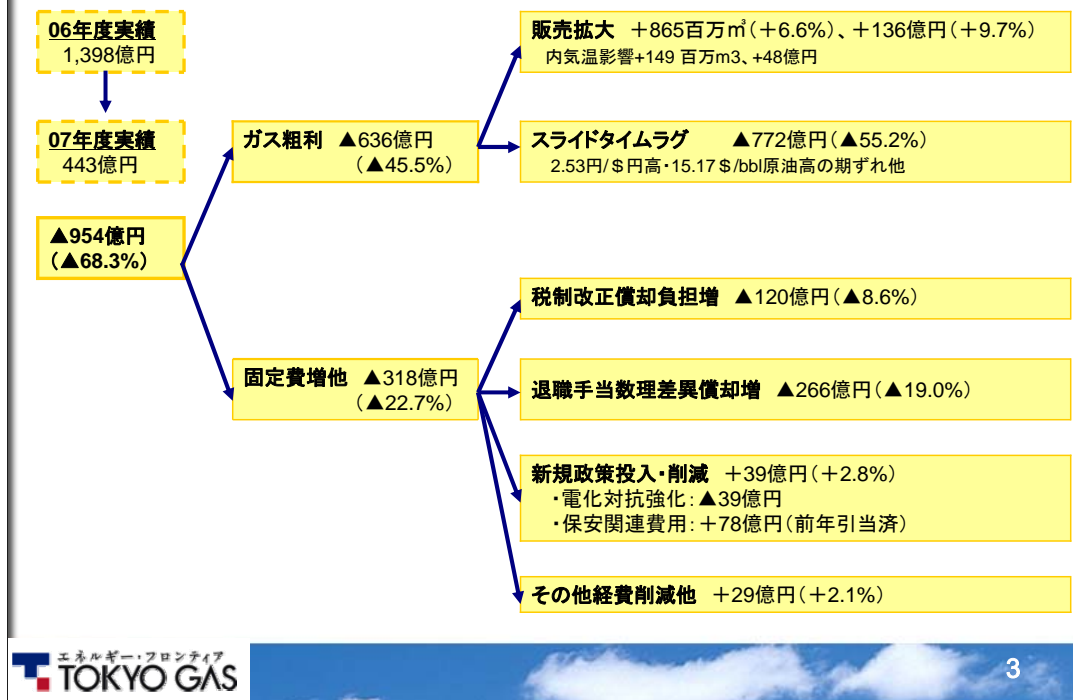 06年度実績
1,398億円
07年度実績
443億円
▲954億円
(▲68.3%)
ガス粗利 ▲636億円
(▲45.5%)
固定費増他 ▲318億円
(▲22.7%)
販売拡大 +865百万㎥(+6.6%)、+136億円(+9.7%)
内気温影響+149 百万m3、+48億円
スライドタイムラグ ▲772億円(▲55.2%)
2.53円/$円高・15.17$/bbl原油高の期ずれ他
税制改正償却負担増 ▲120億円(▲8.6%)
退職手当数理差異償却増 ▲266億円(▲19.0%)
新規政策投入・削減 +39億円(+2.8%)
・電化対抗強化:▲39億円
・保安関連費用:+78億円(前年引当済)
その他経費削減他 +29億円(+2.1%)
エネルギー・フロンティア
TOKYO GAS
3